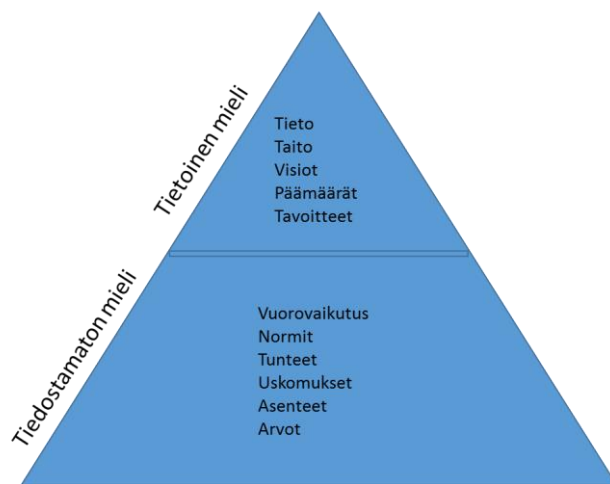 Tietoinen mieli
Tieto
Taito
Visiot
Päämäärät
Tavoitteet
Tiedostamaton mieli
Vuorovaikutus
Normit
Tunteet
Uskomukset
Asenteet
Arvot